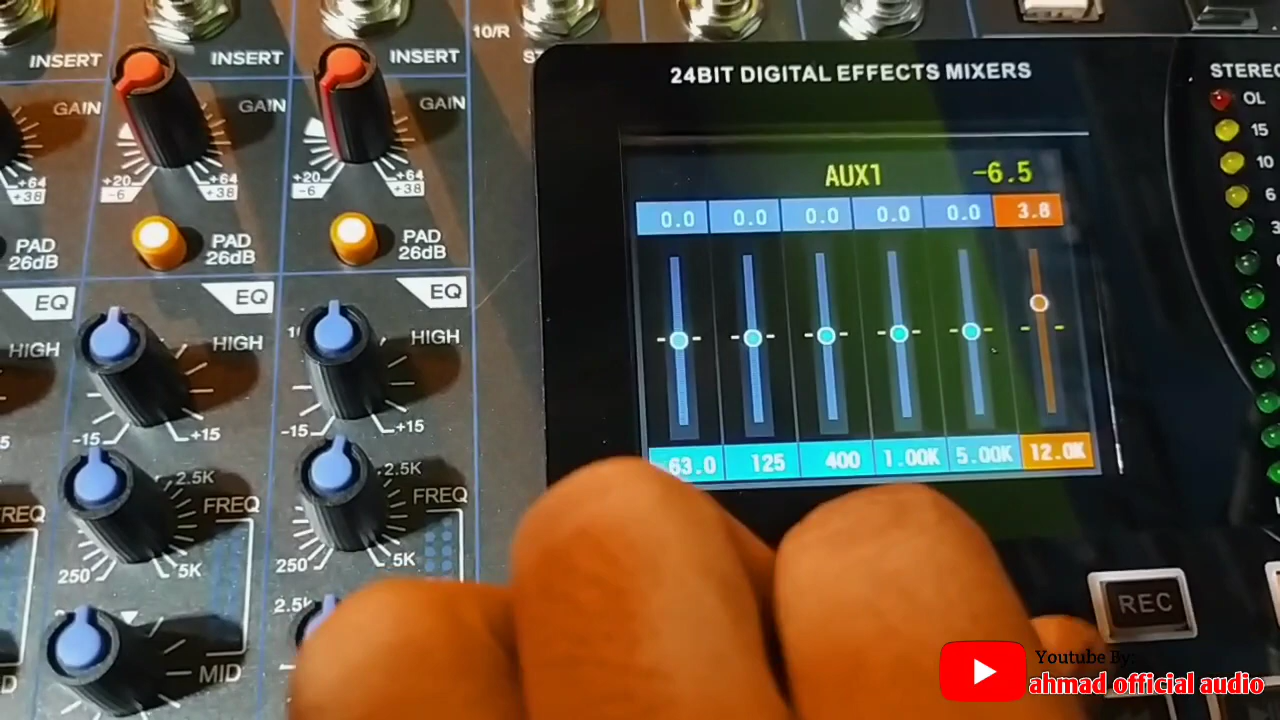 INSERT
INSERT
INSERT
10/R
GAIN
GAIN
GAIN
+64
+38
+20
-6
+64
+38
+20
-6
+64
+38
PAD
26dB
PAD
26dB
PAD
26dB
EQ
EQ
EQ
HIGH
HIGH
HIGH
-15
+15
-15
+15
2.5K
2.5K
FREQ
FREQ
250
5K
250
5K
MID
24BIT DIGITAL EFFECTS MIXERS
AUX1 -6.5
0.0 0.0 0.0 0.0 0.0 3.8
63.0 125 400 1.00K 5.00K 12.0K
OL
15
10
6
REC
Youtube By:
ahmad official audio